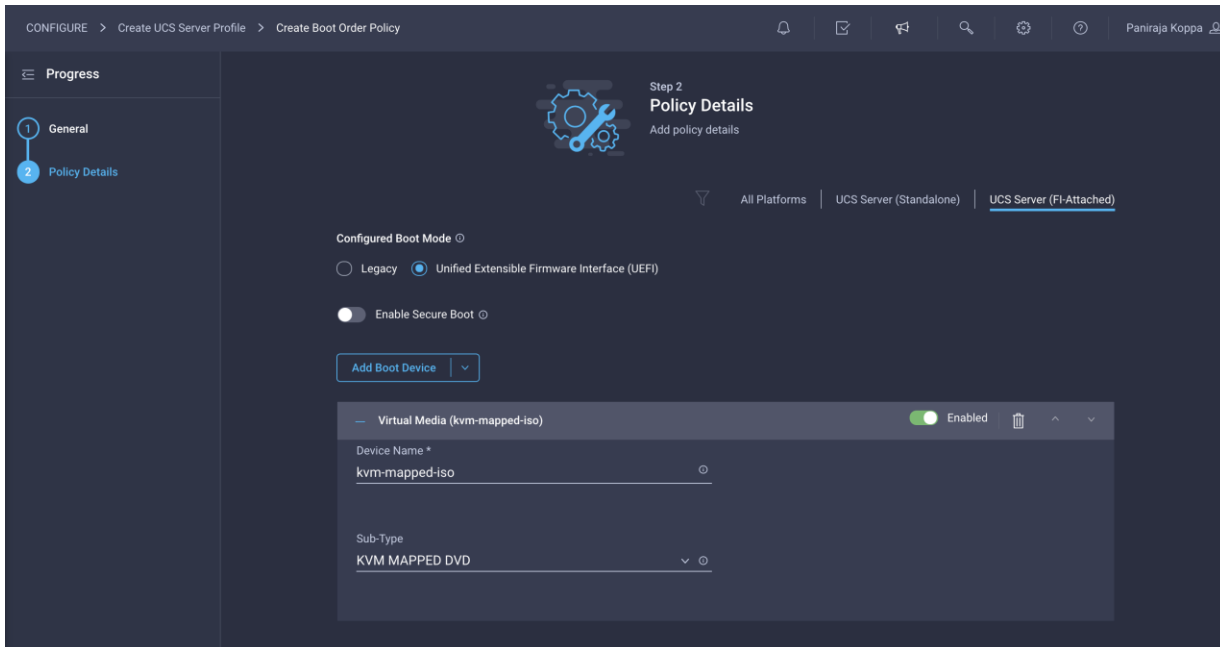 CONFIGURE > Create UCS Server Profile > Create Boot Order Policy
Paniraja Koppa
Progress
1 General
2 Policy Details
Step 2
Policy Details
Add policy details
All Platforms | UCS Server (Standalone) | UCS Server (FI-Attached)
Configured Boot Mode
Legacy Unified Extensible Firmware Interface (UEFI)
Enable Secure Boot
Add Boot Device
Virtual Media (kvm-mapped-iso) Enabled
Device Name *
kvm-mapped-iso
Sub-Type
KVM MAPPED DVD